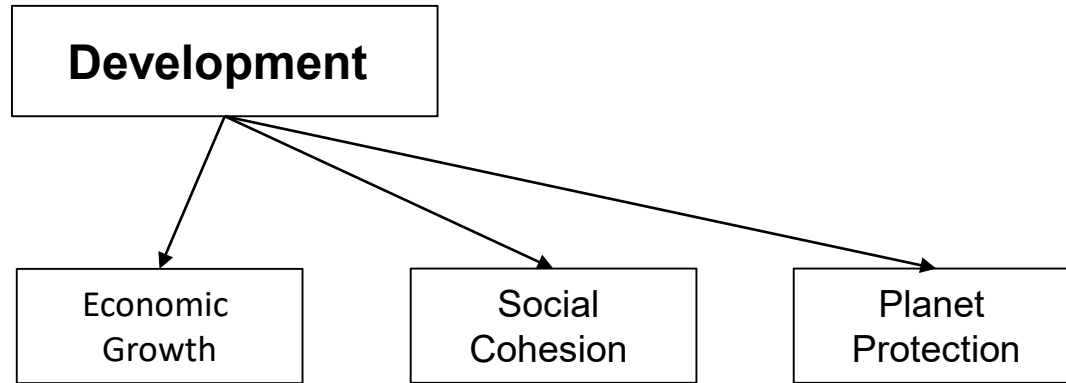 Development
Economic
Growth
Social
Cohesion
Planet
Protection